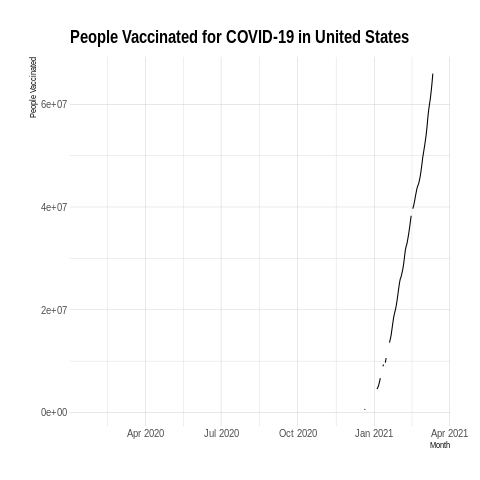 People Vaccinated for COVID-19 in United States
People Vaccinated
6e+07
4e+07
2e+07
0e+00
Apr 2020 Jul 2020 Oct 2020 Jan 2021 Apr 2021
Month